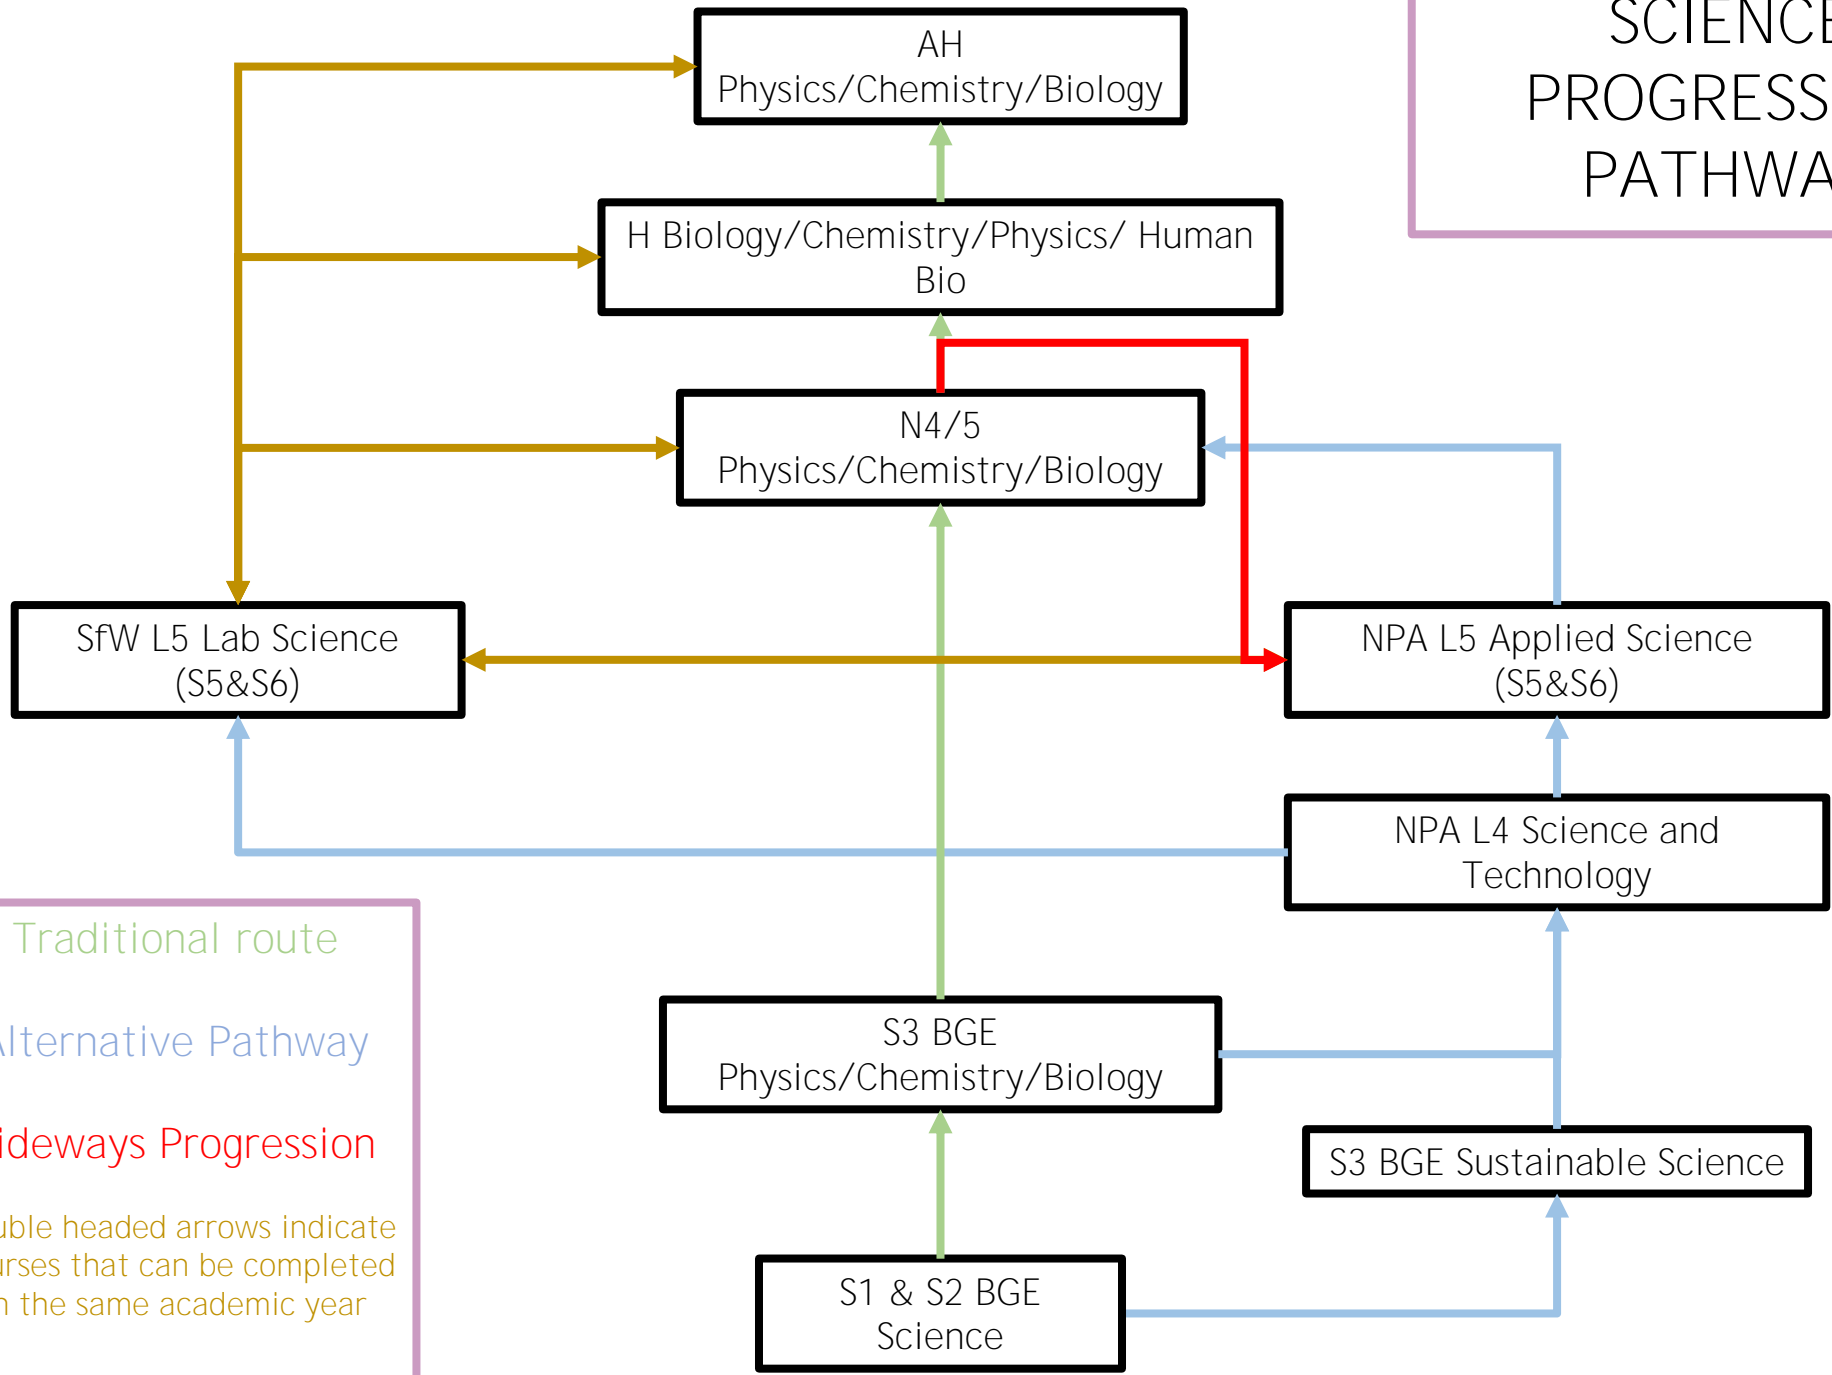 AH
Physics/Chemistry/Biology
SCIENCE
PROGRESS
PATHWA
H Biology/Chemistry/Physics/ Human
Bio
N4/5
Physics/Chemistry/Biology
SfW L5 Lab Science
(S5&S6)
NPA L5 Applied Science
(S5&S6)
NPA L4 Science and
Technology
Traditional route
Alternative Pathway
ideways Progression
uble headed arrows indicate
urses that can be completed
n the same academic year
S3 BGE
Physics/Chemistry/Biology
S3 BGE Sustainable Science
S1 & S2 BGE
Science